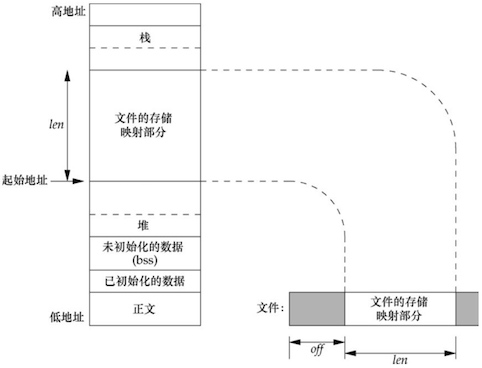 高地址
栈
len
文件的存储
映射部分
起始地址
堆
未初始化的数据
(bss)
已初始化的数据
正文
低地址
文件:
文件的存储
映射部分
off
len